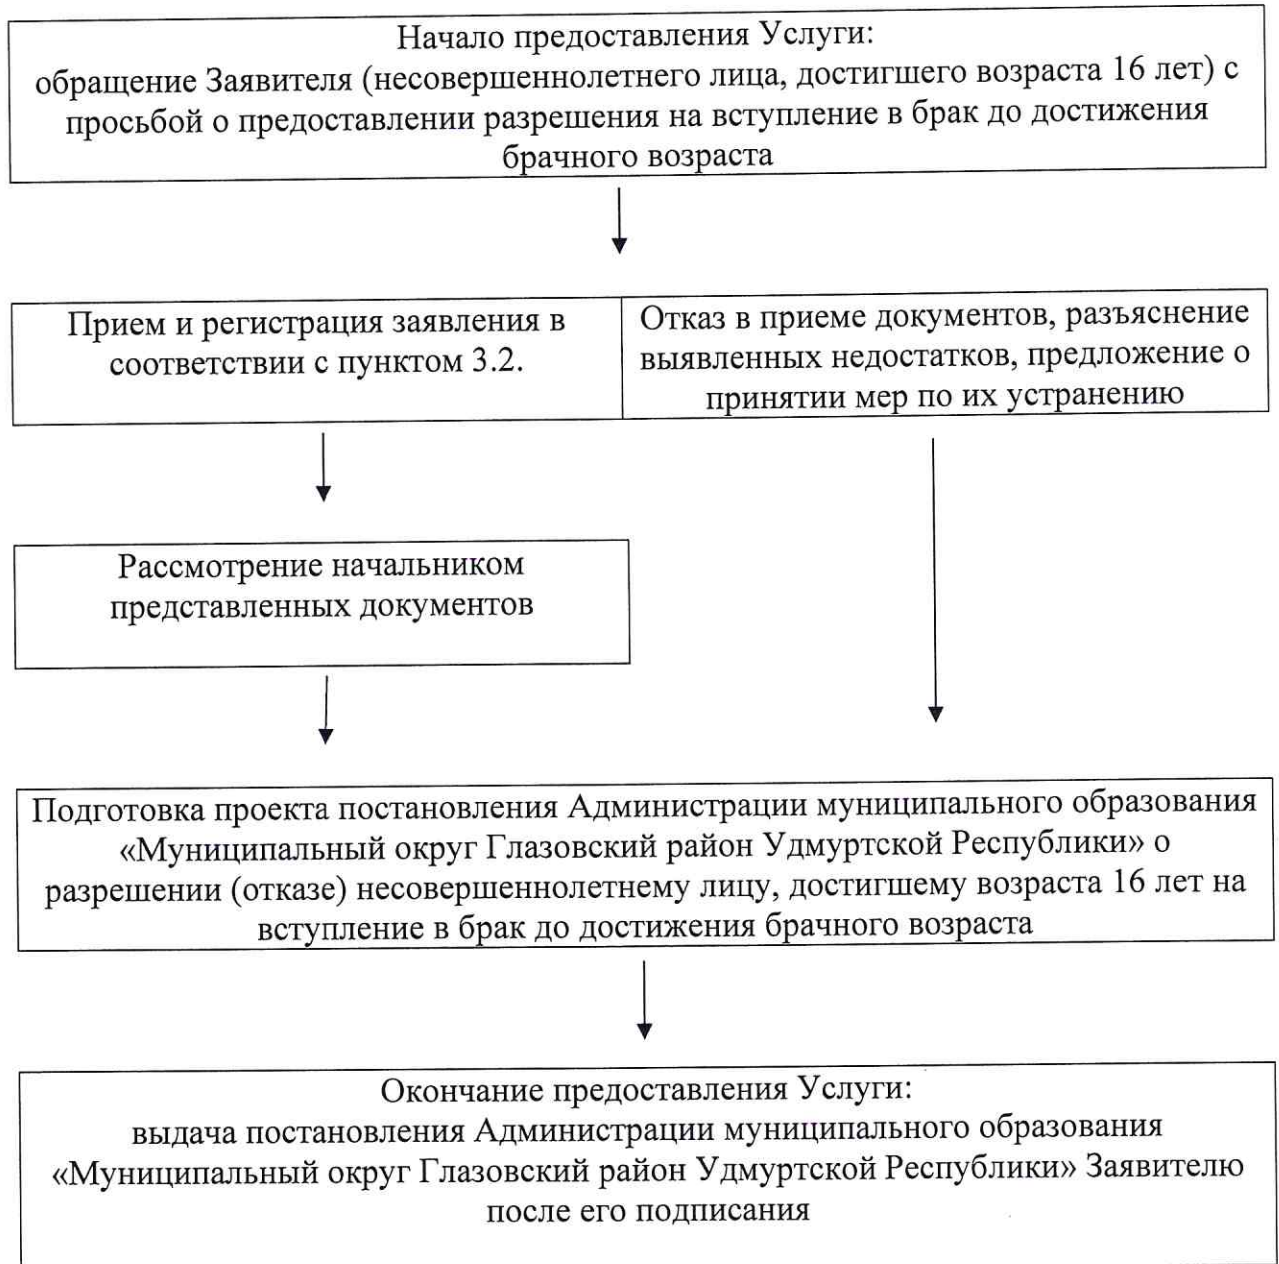 Начало предоставления Услуги:
обращение Заявителя (несовершеннолетнего лица, достигшего возраста 16 лет) с
просьбой о предоставлении разрешения на вступление в брак до достижения
брачного возраста
Прием и регистрация заявления в
соответствии с пунктом 3.2.
Отказ в приеме документов, разъяснение
выявленных недостатков, предложение о
принятии мер по их устранению
Рассмотрение начальником
представленных документов
Подготовка проекта постановления Администрации муниципального образования
«Муниципальный округ Глазовский район Удмуртской Республики» о
разрешении (отказе) несовершеннолетнему лицу, достигшему возраста 16 лет на
вступление в брак до достижения брачного возраста
Окончание предоставления Услуги:
выдача постановления Администрации муниципального образования
«Муниципальный округ Глазовский район Удмуртской Республики» Заявителю
после его подписания